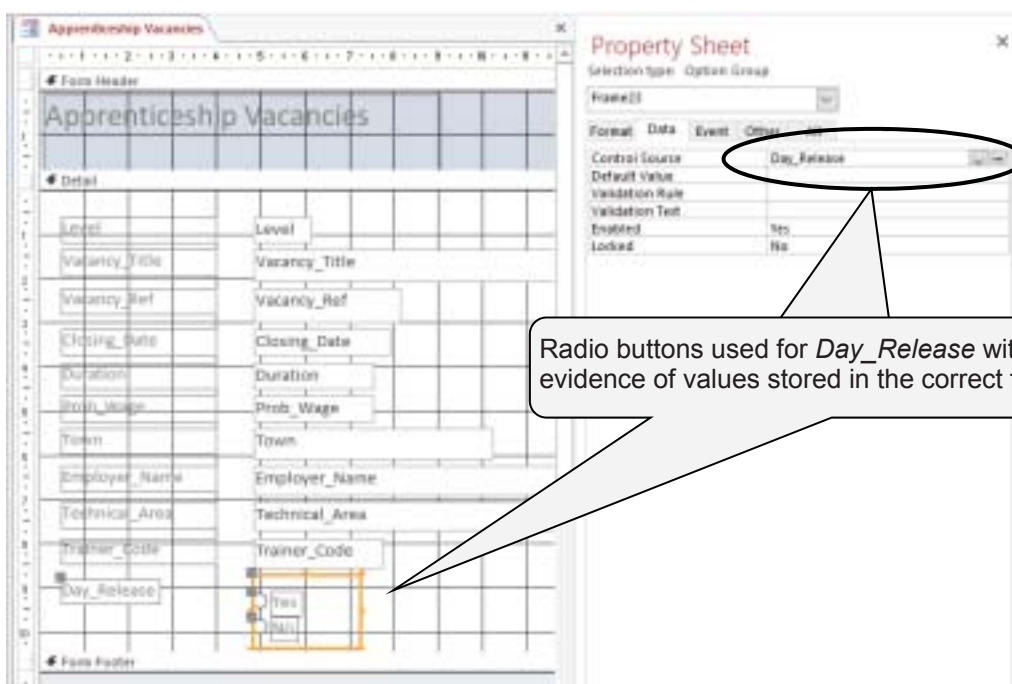 Apprenticeship Vacancies
Form Header
Apprenticeship Vacancies
Detail
Level Level
Vacancy_Title Vacancy_Title
Vacancy_Ref Vacancy_Ref
Closing_Date Closing_Date
Duration Duration
Prob_Wage Prob_Wage
Town Town
Employer_Name Employer_Name
Technical_Area Technical_Area
Trainer_Code Trainer_Code
Day_Release
Yes
No
Form Footer
Property Sheet
Selection type: Option Group
Frame23
Format Data Event Other All
Control Source Day_Release
Default Value
Validation Rule
Validation Text
Enabled Yes
Locked No
Radio buttons used for Day_Release
evidence of values stored in the correct